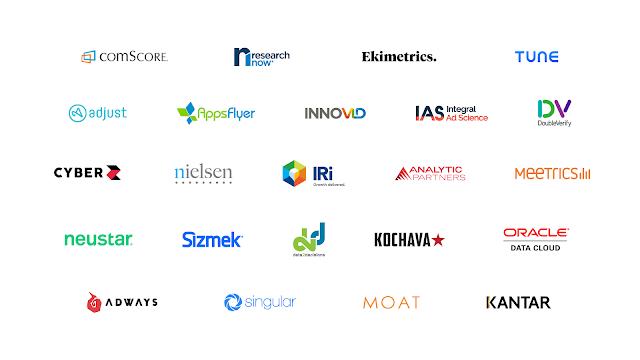 comScore.
research
now
Ekimetrics.
TUNE
adjust
AppsFlyer
INNOVID
IAS Integral
Ad Science
DV
DoubleVerify
CYBER
nielsen
IRi
Growth delivered.
ANALYTIC
PARTNERS
meetrics
neustar
Sizmek
data2decisions
KOCHAVA
ORACLE
DATA CLOUD
ADWAYS
singular
MOAT
KANTAR